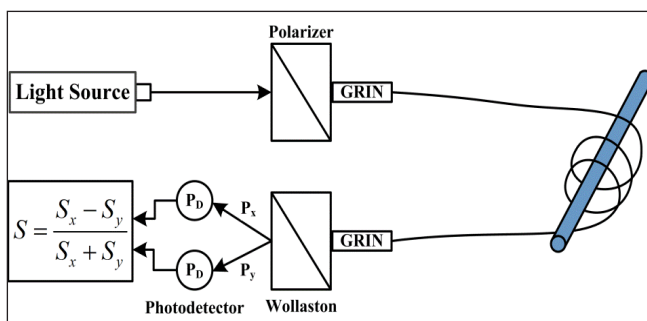 Polarizer
Light Source
GRIN
S = (S_x − S_y) / (S_x + S_y)
P_D
P_x
P_D
P_y
GRIN
Photodetector
Wollaston